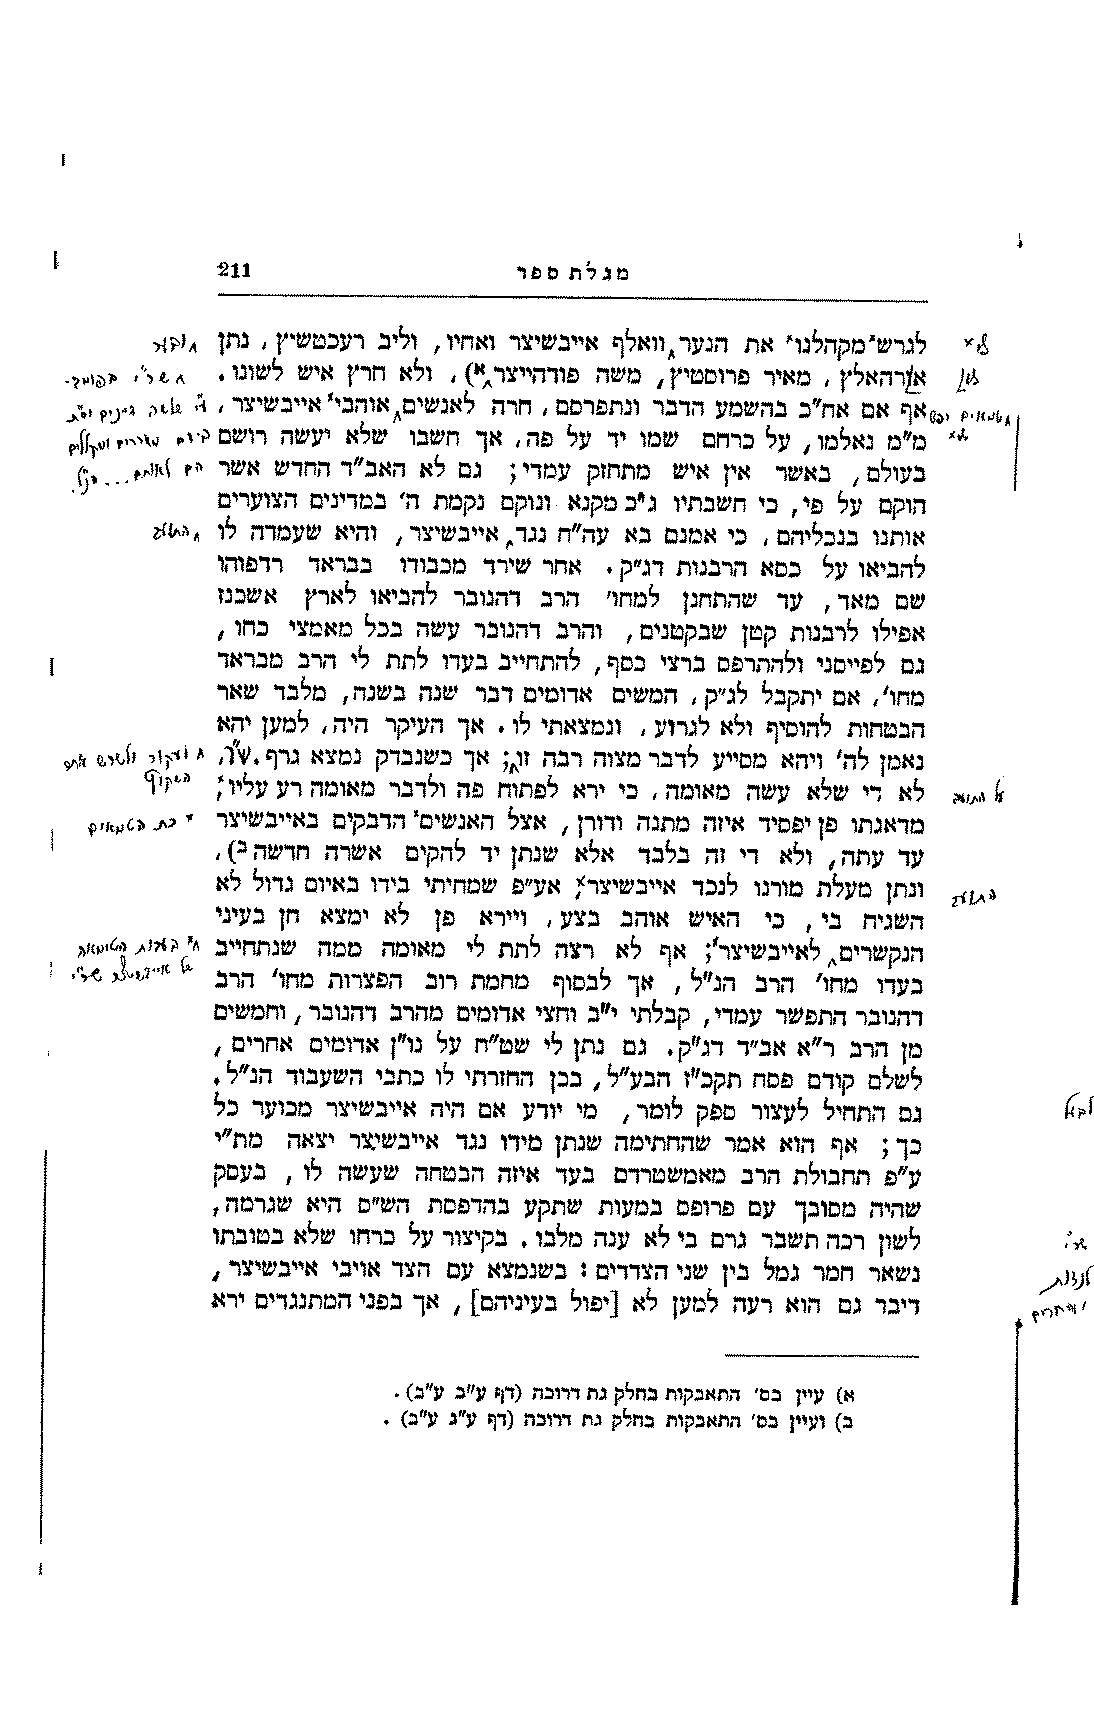 211 מגלת ספר
לגרש מקהלנו את הנער וואלף אייבשיצר ואחיו, וליב רעכטשיץ, נתן
ארהאלץ, מאיר פרוסטיץ, משה פודהייצר א), ולא חרץ איש לשונו.
אף אם אח"כ בהשמע הדבר ונתפרסם, חרה לאנשים אוהבי אייבשיצר,
מ"מ נאלמו, על כרחם שמו יד על פה, אך חשבו שלא יעשה רושם
בעולם, באשר אין איש מתחזק עמדי; גם לא האב"ד החדש אשר
הוקם על פי, כי חשבתיו ג"כ מקנא ונוקם נקמת ה' במדינים הצוערים
אותנו בנכליהם, כי אמנם בא עה"ח נגד אייבשיצר, והיא שעמדה לו
להביאו על כסא הרבנות דג"ק. אחר שירד מכבודו בבראד רדפוהו
שם מאד, עד שהתחנן למחו' הרב דהנובר להביאו לארץ אשכנז
אפילו לרבנות קטן שבקטנים, והרב דהנובר עשה בכל מאמצי כחו,
גם לפייסני ולהתרפס ברצי כסף, להתחייב בעדו לתת לי הרב מבראד
מחו', אם יתקבל לג"ק, חמשים אדומים דבר שנה בשנה, מלבד שאר
הבטחות להוסיף ולא לגרוע, ונמצאתי לו. אך העיקר היה, למען יהא
נאמן לה' ויהא מסייע לדבר מצוה רבה זו; אך כשנבדק נמצא גרף.
לא די שלא עשה מאומה, כי ירא לפתוח פה ולדבר מאומה רע עליו;
מדאגתו פן יפסיד איזה מתנה ודורן, אצל האנשים הדבקים באייבשיצר
עד עתה, ולא די זה בלבד אלא שנתן יד להקים אשרה חדשה ב),
ונתן מעלת מורנו לנכד אייבשיצר; אע"פ שמחיתי בידו באיום גדול לא
השגיח בי, כי האיש אוהב בצע, ויירא פן לא ימצא חן בעיני
הנקשרים לאייבשיצר; אף לא רצה לתת לי מאומה ממה שנתחייב
בעדו מחו' הרב הנ"ל, אך לבסוף מחמת רוב הפצרות מחו' הרב
דהנובר התפשר עמדי, קבלתי י"ב וחצי אדומים מהרב דהנובר, וחמשים
מן הרב ר"א אב"ד דג"ק. גם נתן לי שט"ח על נו"ן אדומים אחרים,
לשלם קודם פסח תקכ"ז הבע"ל, בכן החזרתי לו כתבי השעבוד הנ"ל.
גם התחיל לעצור ספק לומר, מי יודע אם היה אייבשיצר מכוער כל
כך; אף הוא אמר שהחתימה שנתן מידו נגד אייבשיצר יצאה מת"י
ע"פ תחבולת הרב מאמשטרדם בעד איזה הבטחה שעשה לו, בעסק
שהיה מסובך עם פרופס במעות שתקע בהדפסת הש"ס היא שגרמה,
לשון רכה תשבר גרם בי לא ענה מלבו. בקיצור על כרחו שלא בטובתו
נשאר חמר גמל בין שני הצדדים: בשנמצא עם הצד אויבי אייבשיצר,
דיבר גם הוא רעה למען לא [יפול בעיניהם], אך בפני המתנגדים ירא
א) עיין בס' התאבקות בחלק גת דרוכה (דף ע"ב ע"ב).
ב) ועיין בס' התאבקות בחלק גת דרוכה (דף ע"ג ע"ב).